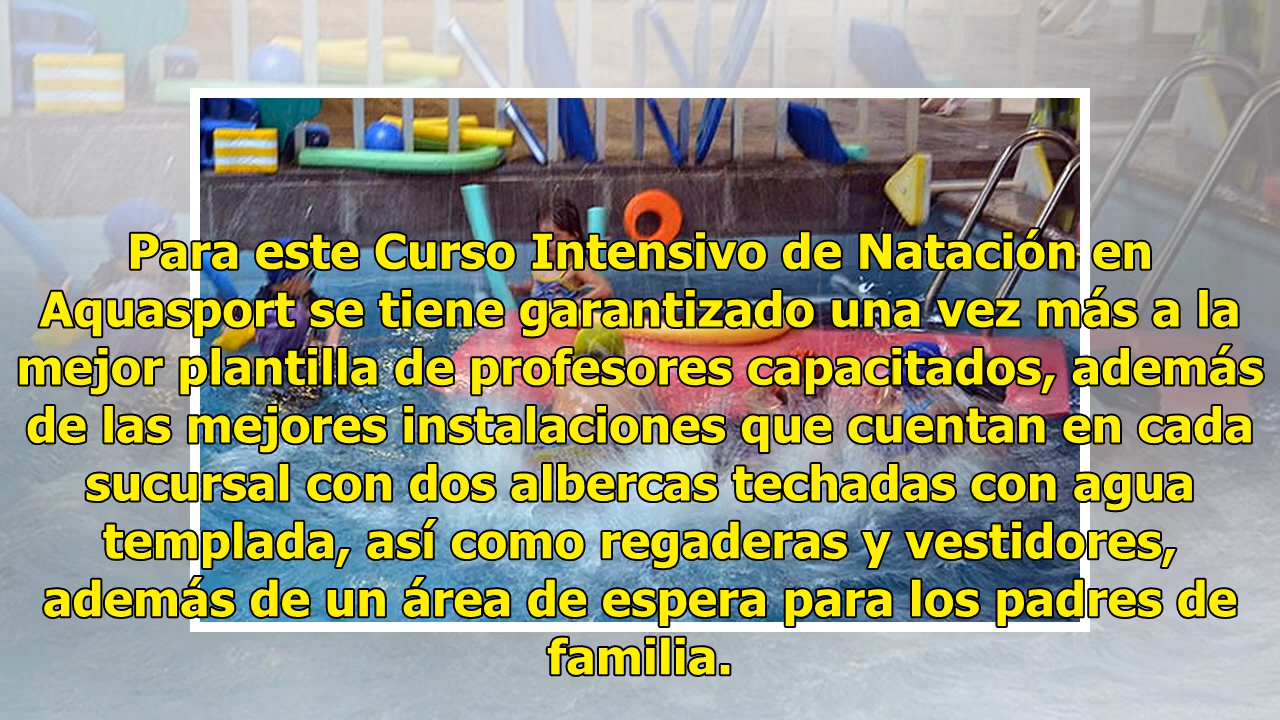 Para este Curso Intensivo de Natación en
Aquasport se tiene garantizado una vez más a la
mejor plantilla de profesores capacitados, además
de las mejores instalaciones que cuentan en cada
sucursal con dos albercas techadas con agua
templada, así como regaderas y vestidores,
además de un área de espera para los padres de
familia.